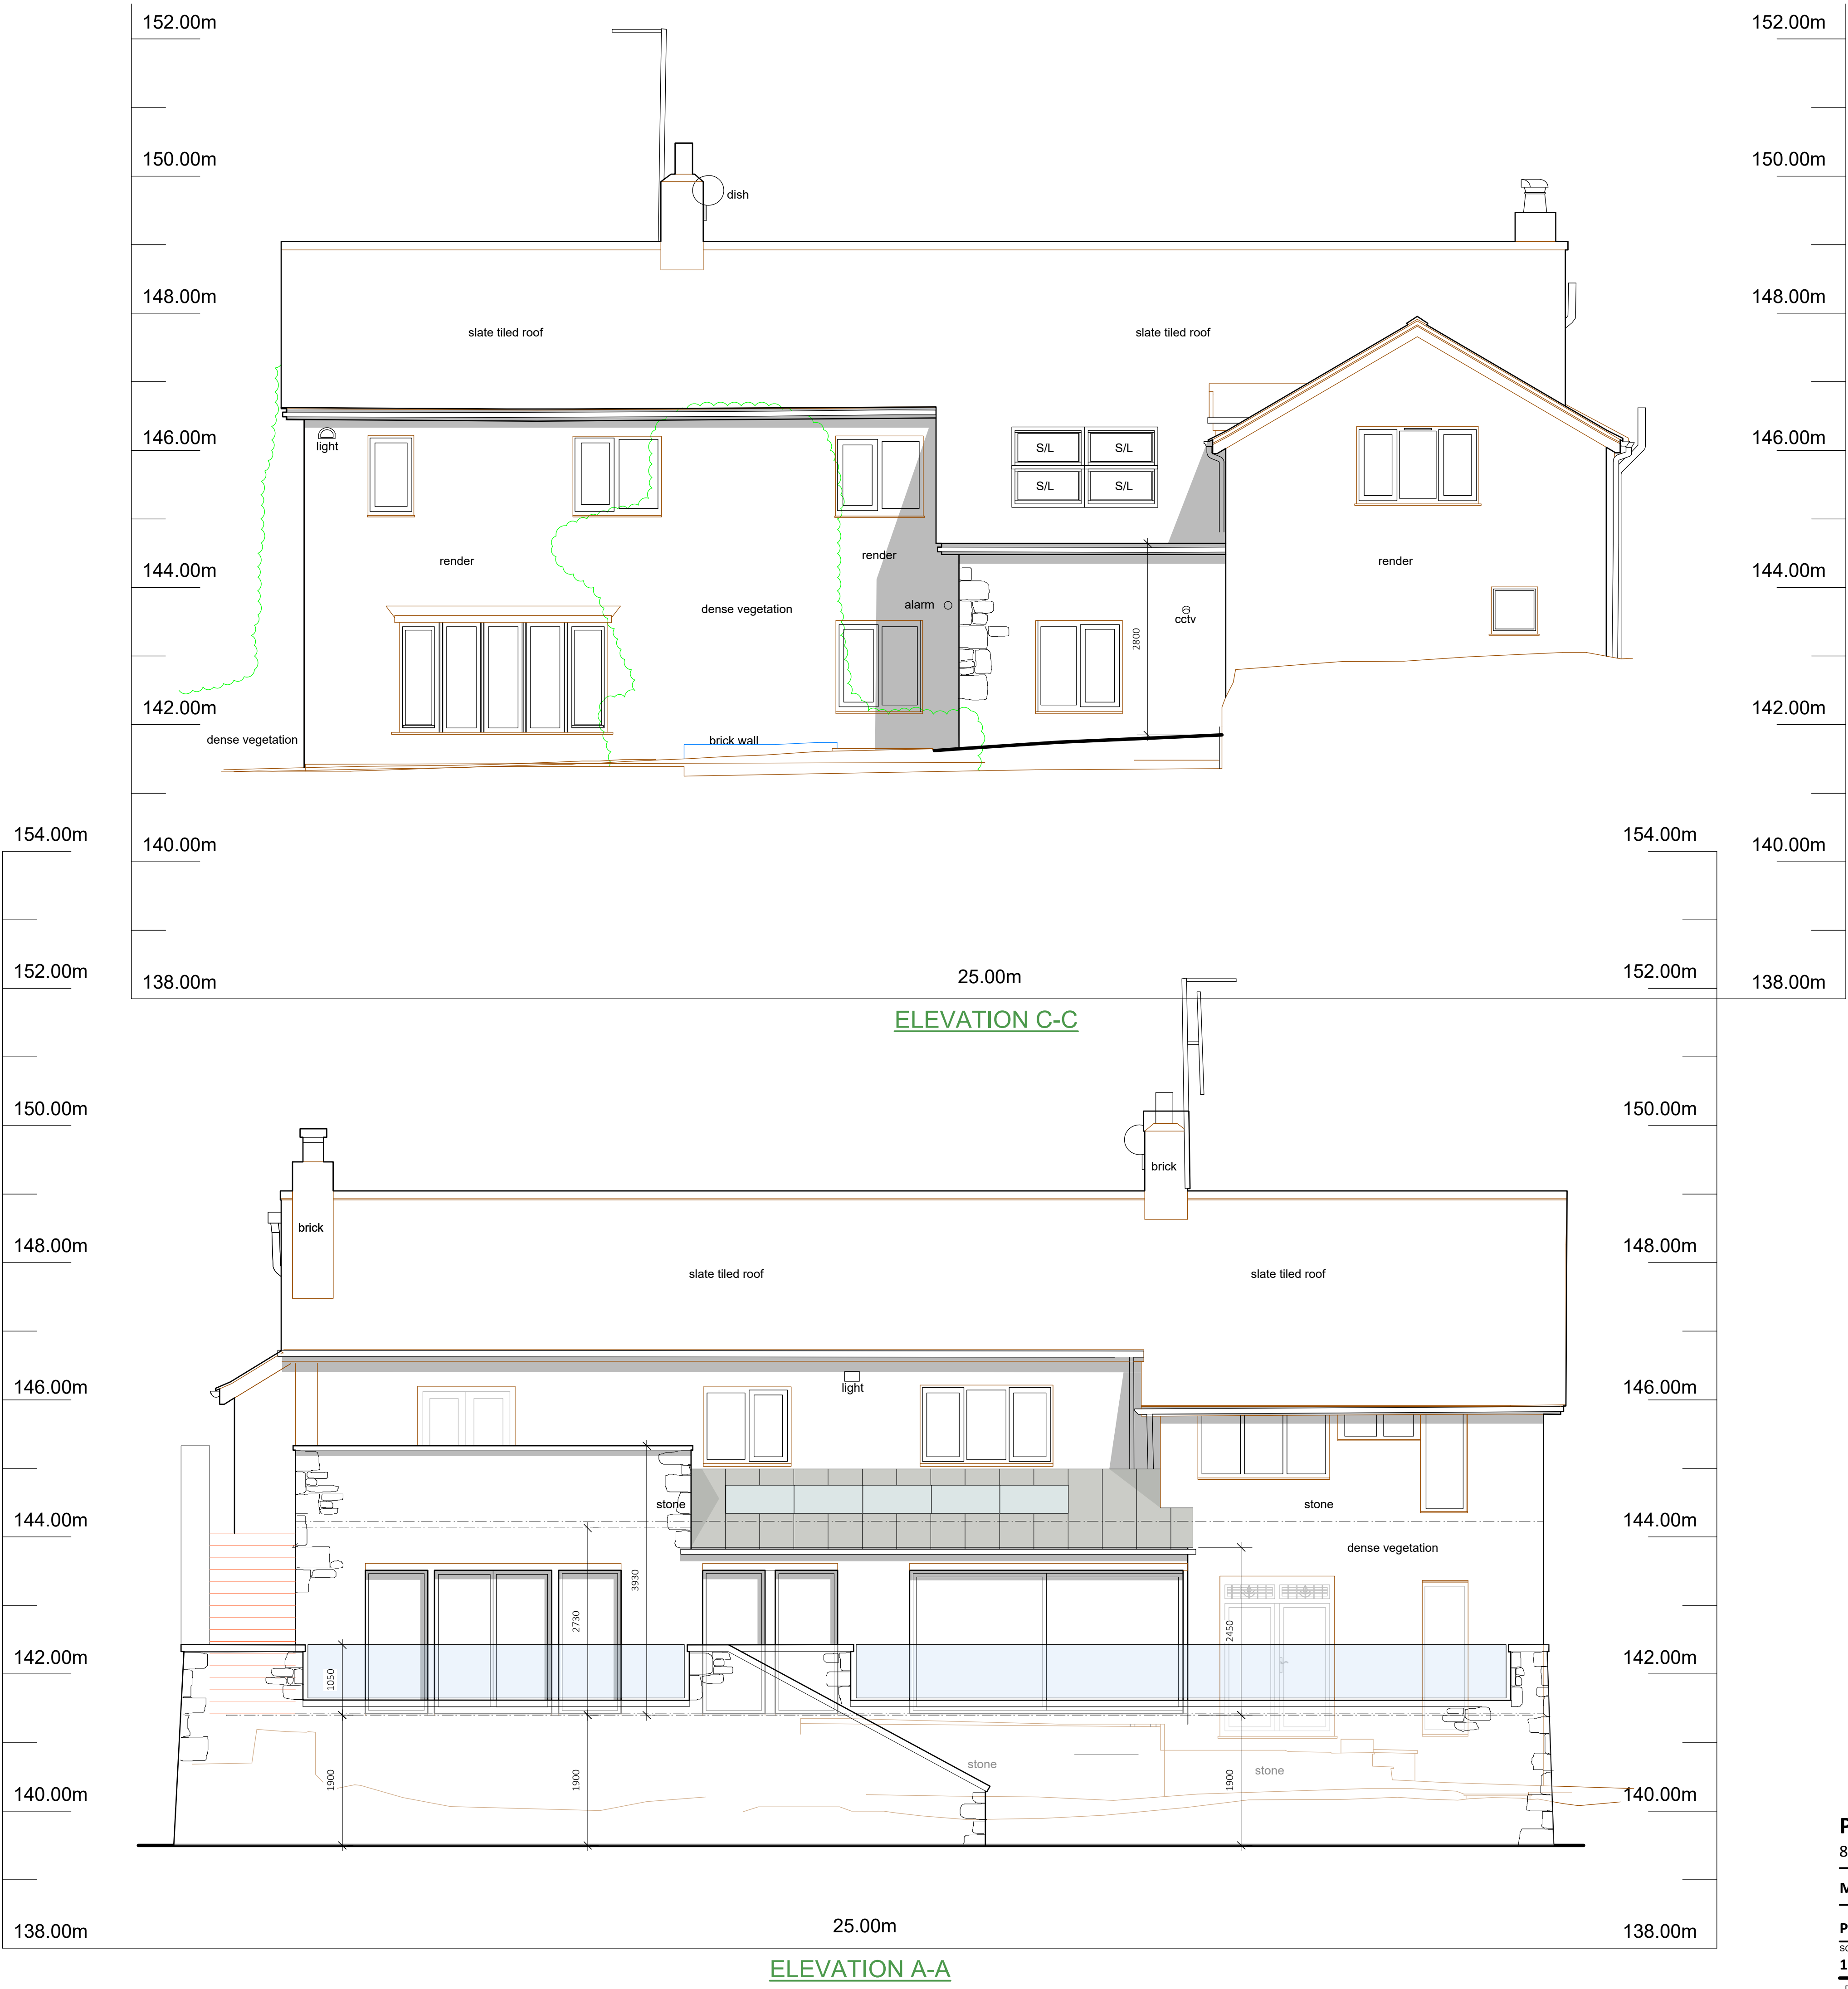 152.00m 152.00m
150.00m 150.00m
dish
148.00m 148.00m
slate tiled roof slate tiled roof
146.00m 146.00m
light
S/L S/L
S/L S/L
render render render
144.00m 144.00m
dense vegetation
alarm
cctv
2800
142.00m 142.00m
dense vegetation
brick wall
140.00m 140.00m
138.00m 25.00m 138.00m
ELEVATION C-C
154.00m 154.00m
152.00m 152.00m
150.00m 150.00m
brick
brick
148.00m 148.00m
slate tiled roof slate tiled roof
146.00m 146.00m
light
stone stone
144.00m 144.00m
dense vegetation
3930
2730
2450
142.00m 142.00m
1050
stone
stone
1900 1900 1900
140.00m 140.00m
138.00m 25.00m 138.00m
ELEVATION A-A
P
8
M
P
1